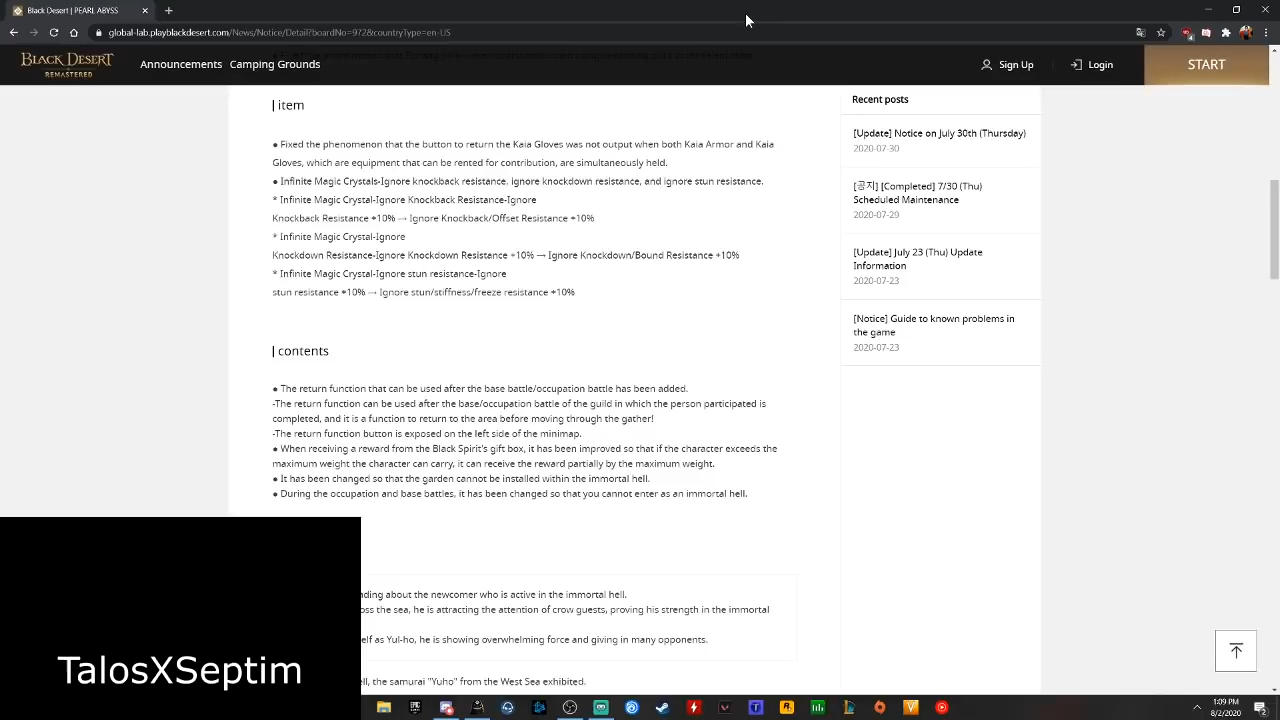 Black Desert | PEARL ABYSS
global-lab.playblackdesert.com/News/Notice/Detail?boardNo=972&countryType=en-US
BLACK DESERT
REMASTERED
Announcements
Camping Grounds
Sign Up
Login
START
| item
● Fixed the phenomenon that the button to return the Kaia Gloves was not output when both Kaia Armor and Kaia
Gloves, which are equipment that can be rented for contribution, are simultaneously held.
● Infinite Magic Crystals-Ignore knockback resistance, ignore knockdown resistance, and ignore stun resistance.
* Infinite Magic Crystal-Ignore Knockback Resistance-Ignore
Knockback Resistance +10% → Ignore Knockback/Offset Resistance +10%
* Infinite Magic Crystal-Ignore
Knockdown Resistance-Ignore Knockdown Resistance +10% → Ignore Knockdown/Bound Resistance +10%
* Infinite Magic Crystal-Ignore stun resistance-Ignore
stun resistance +10% → Ignore stun/stiffness/freeze resistance +10%
| contents
● The return function that can be used after the base battle/occupation battle has been added.
-The return function can be used after the base/occupation battle of the guild in which the person participated is
completed, and it is a function to return to the area before moving through the gather!
-The return function button is exposed on the left side of the minimap.
● When receiving a reward from the Black Spirit's gift box, it has been improved so that if the character exceeds the
maximum weight the character can carry, it can receive the reward partially by the maximum weight.
● It has been changed so that the garden cannot be installed within the immortal hell.
● During the occupation and base battles, it has been changed so that you cannot enter as an immortal hell.
about the newcomer who is active in the immortal hell.
the sea, he is attracting the attention of crow guests, proving his strength in the immortal
as Yul-ho, he is showing overwhelming force and giving in many opponents.
the samurai "Yuho" from the West Sea exhibited.
Recent posts
[Update] Notice on July 30th (Thursday)
2020-07-30
[공지] [Completed] 7/30 (Thu)
Scheduled Maintenance
2020-07-29
[Update] July 23 (Thu) Update
Information
2020-07-23
[Notice] Guide to known problems in
the game
2020-07-23
TalosXSeptim
1:09 PM
8/2/2020